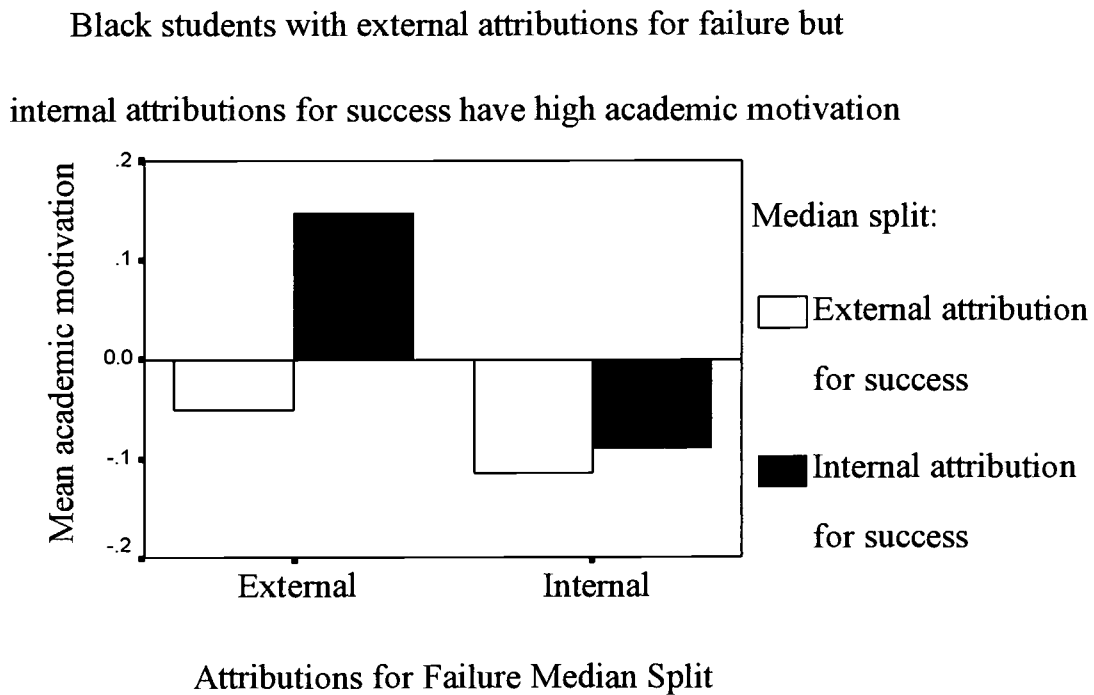 Black students with external attributions for failure but
internal attributions for success have high academic motivation
Mean academic motivation
.2
.1
0.0
-.1
-.2
External
Internal
Attributions for Failure Median Split
Median split:
External attribution
for success
Internal attribution
for success